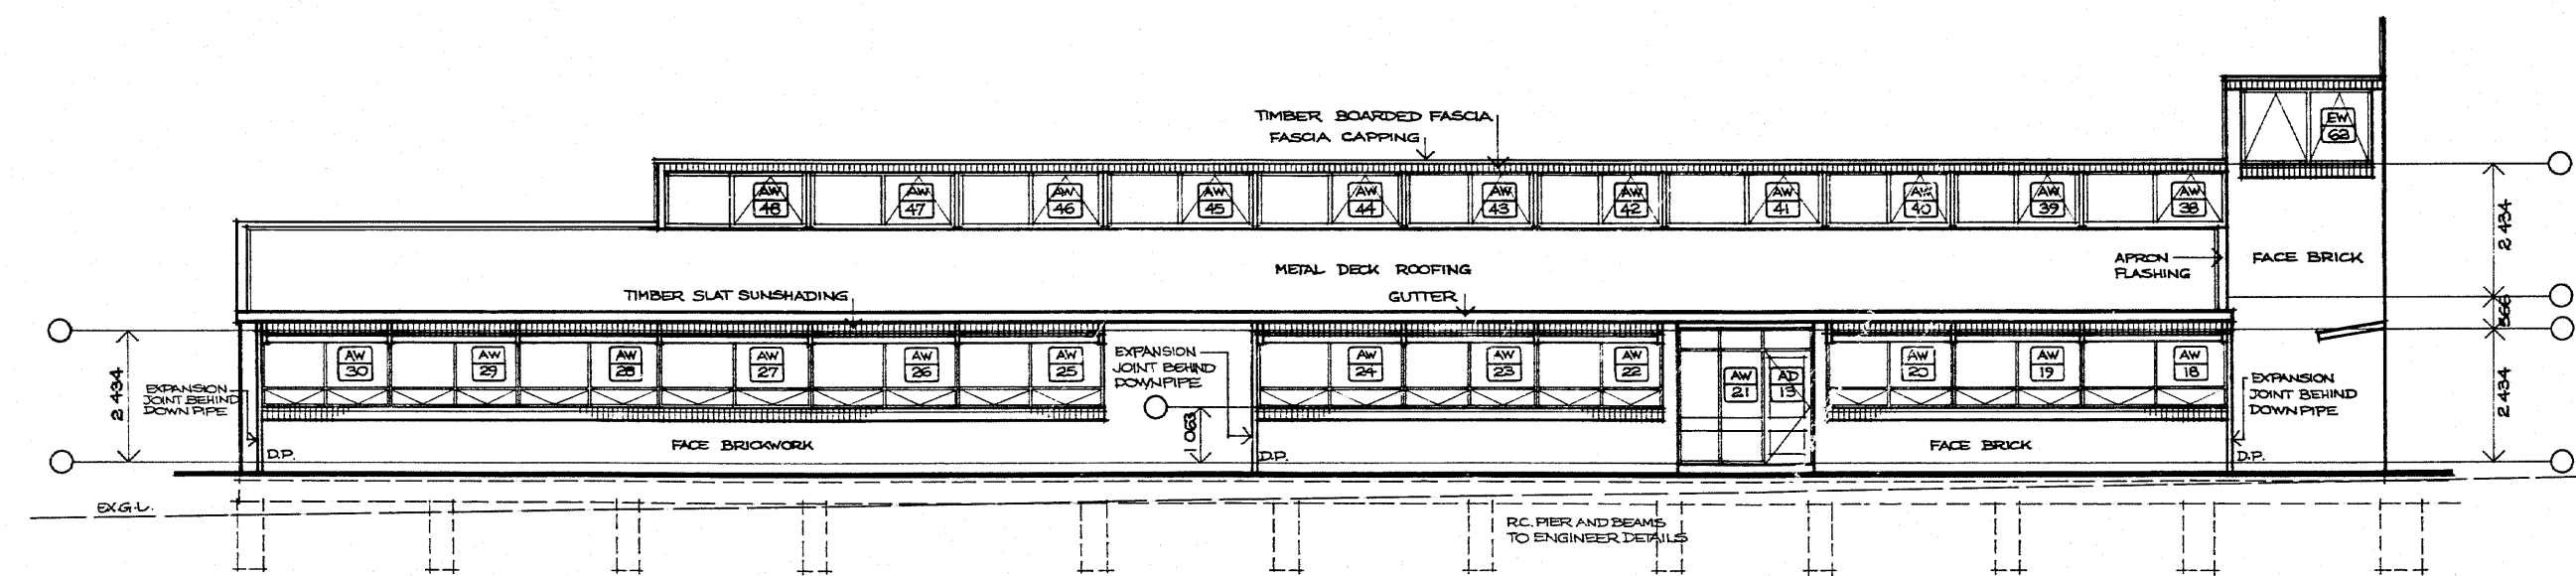 TIMBER BOARDED FASCIA
FASCIA CAPPING
EW
62
AW
48
AW
47
AW
46
AW
45
AW
44
AW
43
AW
42
AW
41
AW
40
AW
39
AW
38
2 434
METAL DECK ROOFING
APRON
FLASHING
FACE BRICK
TIMBER SLAT SUNSHADING
GUTTER
566
2 434
EXPANSION
JOINT BEHIND
DOWN PIPE
AW
30
AW
29
AW
28
AW
27
AW
26
AW
25
EXPANSION
JOINT BEHIND
DOWNPIPE
AW
24
AW
23
AW
22
AW
21
AD
13
AW
20
AW
19
AW
18
EXPANSION
JOINT BEHIND
DOWNPIPE
2 434
1 063
FACE BRICKWORK
FACE BRICK
D.P.
D.P.
D.P.
EX.G.L.
R.C. PIER AND BEAMS
TO ENGINEER DETAILS